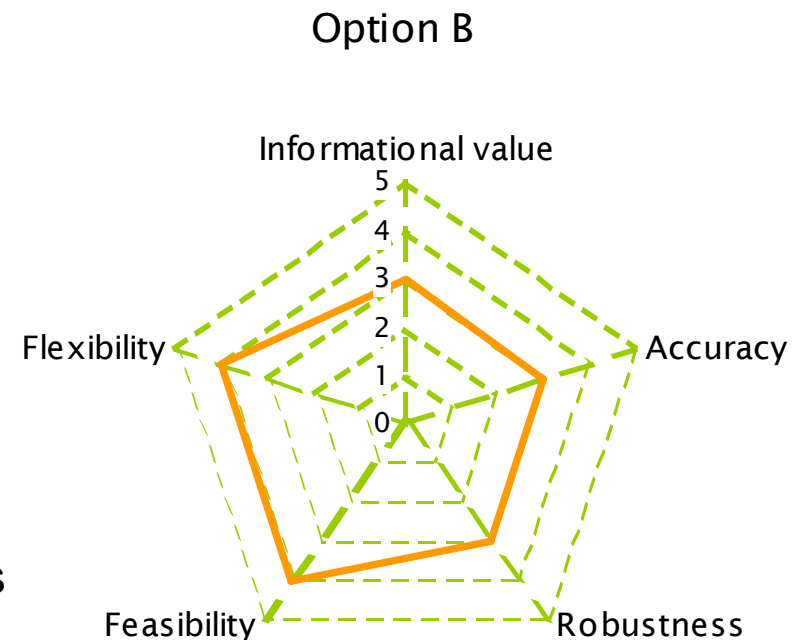 Option B
Informational value
5
4
3
2
1
0
Flexibility
Accuracy
s
Feasibility
Robustness